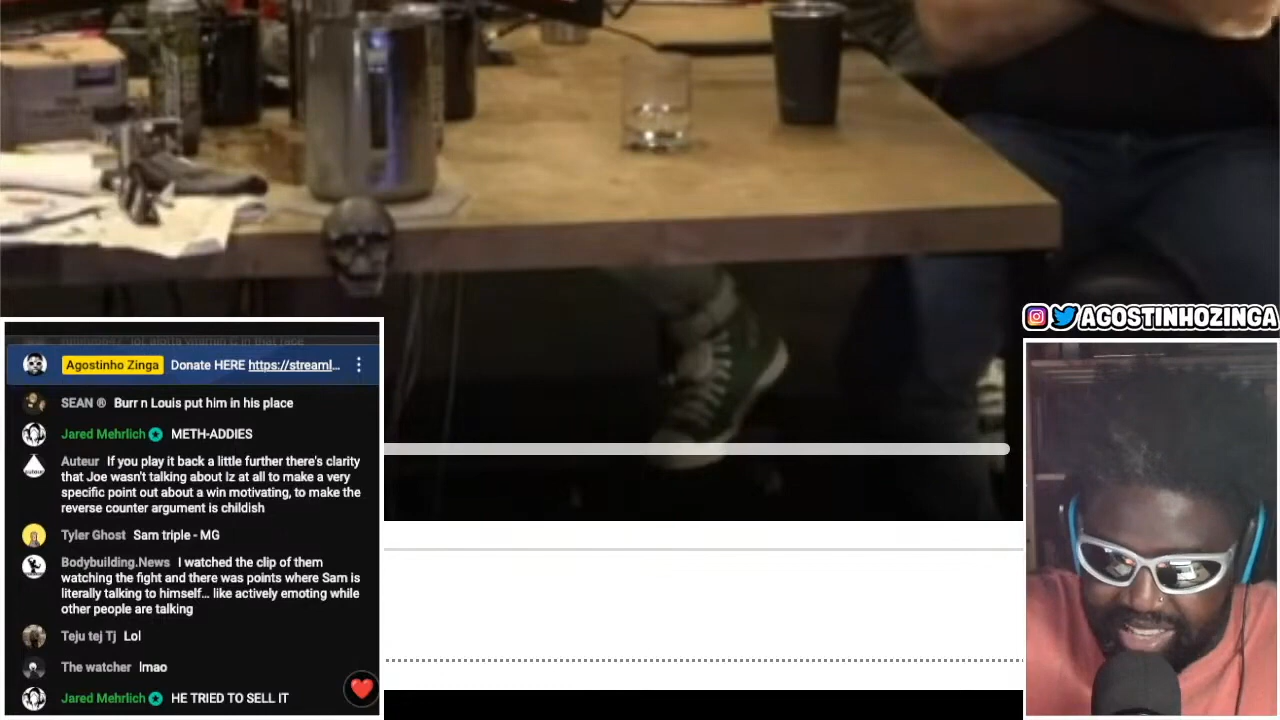 AGOSTINHOZINGA
Agostinho Zinga Donate HERE https://streaml...
SEAN ® Burr n Louis put him in his place
Jared Mehrlich METH-ADDIES
Auteur If you play it back a little further there's clarity
that Joe wasn't talking about Iz at all to make a very
specific point out about a win motivating, to make the
reverse counter argument is childish
Tyler Ghost Sam triple - MG
Bodybuilding.News I watched the clip of them
watching the fight and there was points where Sam is
literally talking to himself... like actively emoting while
other people are talking
Teju tej Tj Lol
The watcher lmao
Jared Mehrlich HE TRIED TO SELL IT